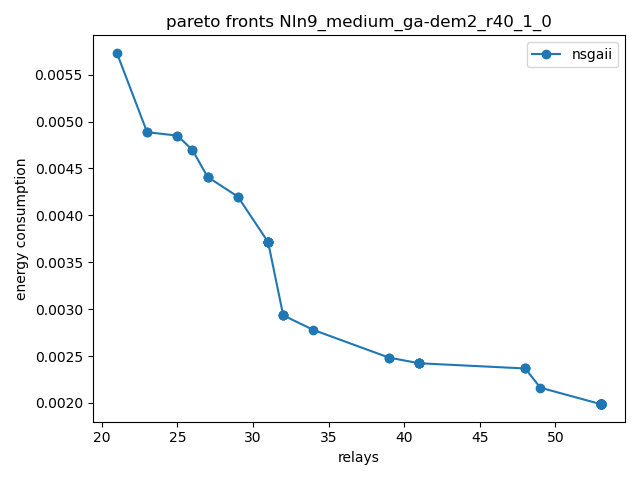 pareto fronts NIn9_medium_ga-dem2_r40_1_0
nsgaii
energy consumption
0.0055
0.0050
0.0045
0.0040
0.0035
0.0030
0.0025
0.0020
20 25 30 35 40 45 50
relays